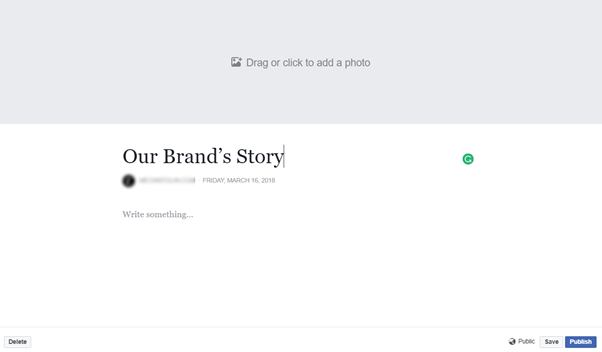 Drag or click to add a photo
Our Brand’s Story
FRIDAY, MARCH 16, 2018
Write something...
Delete
Public
Save
Publish